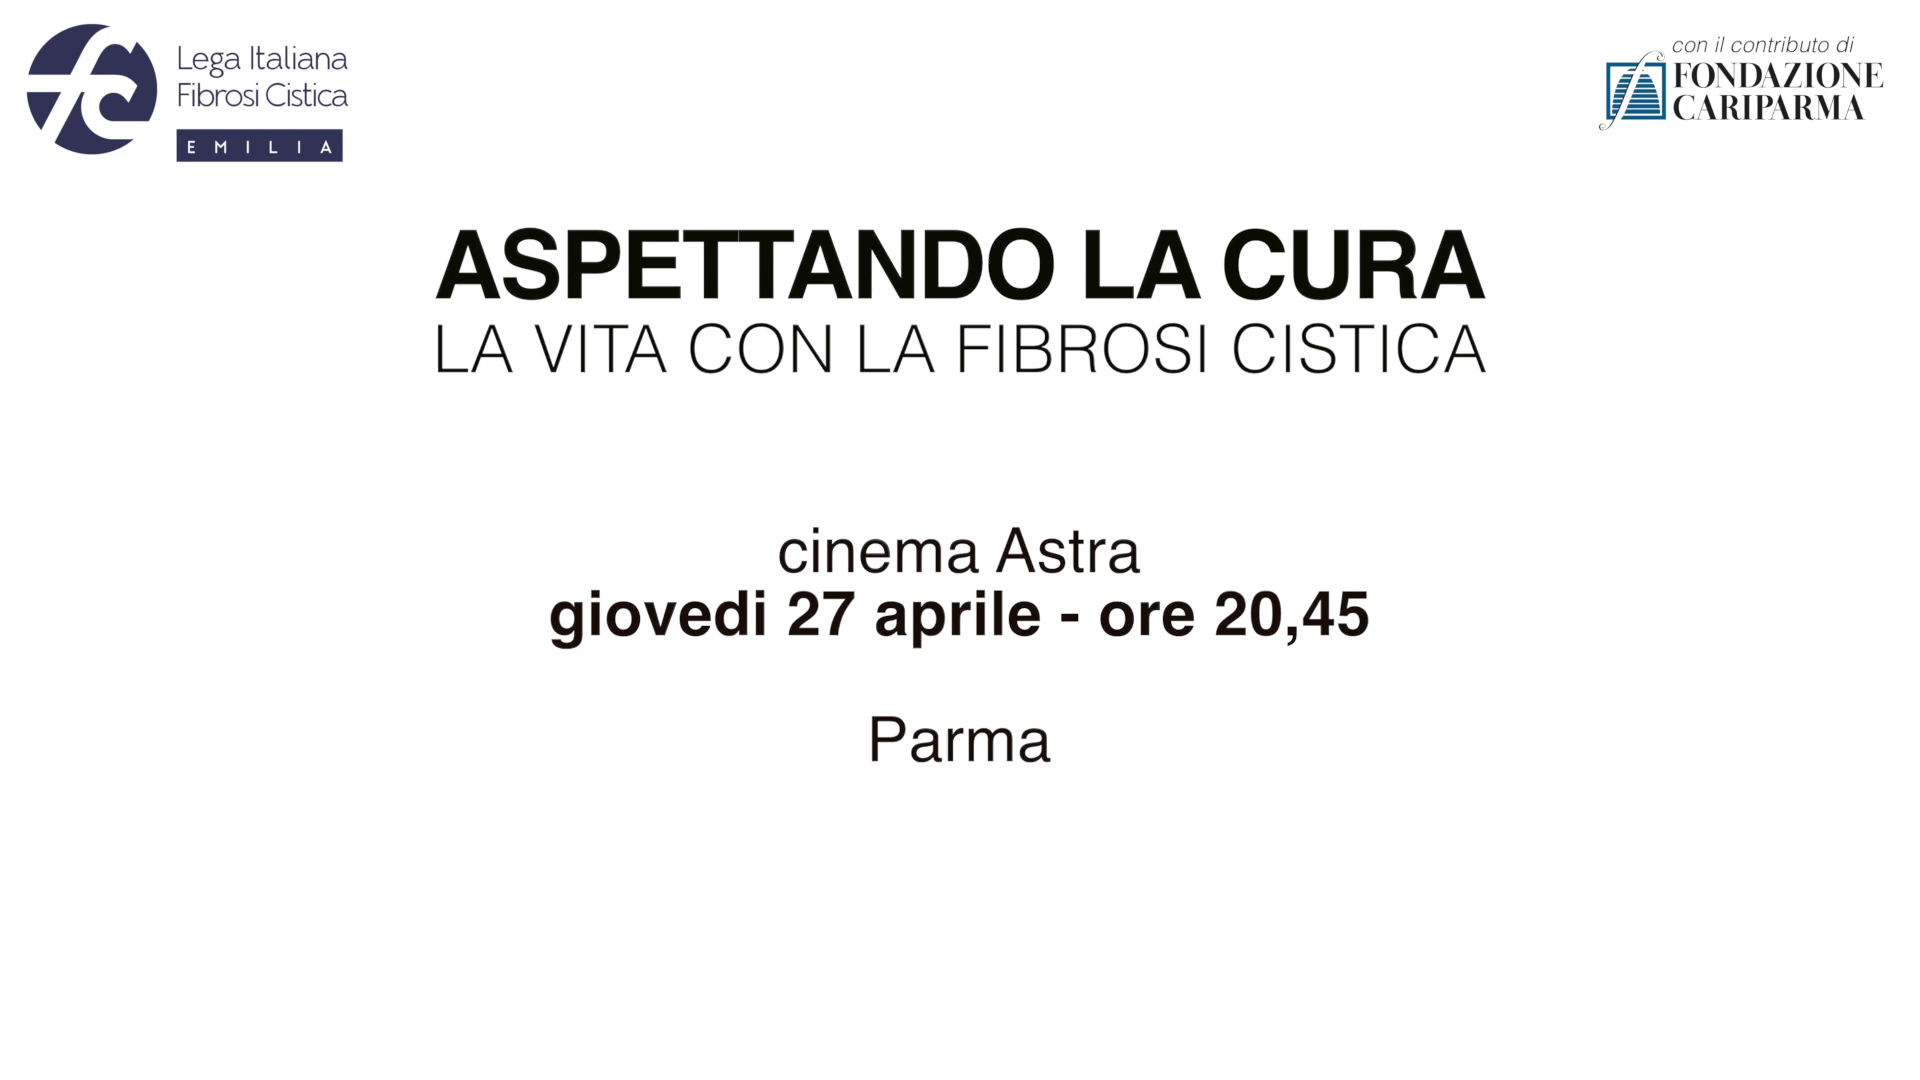 Lega Italiana
Fibrosi Cistica
EMILIA
con il contributo di
FONDAZIONE
CARIPARMA
ASPETTANDO LA CURA
LA VITA CON LA FIBROSI CISTICA
cinema Astra
giovedi 27 aprile - ore 20,45
Parma